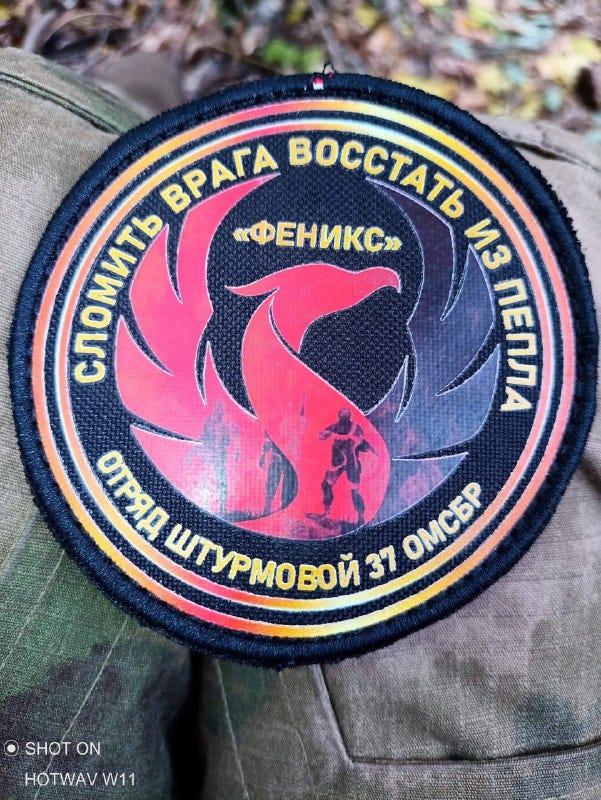 СЛОМИТЬ ВРАГА ВОССТАТЬ ИЗ ПЕПЛА
«ФЕНИКС»
ОТРЯД ШТУРМОВОЙ 37 ОМСБР
SHOT ON
HOTWAV W11